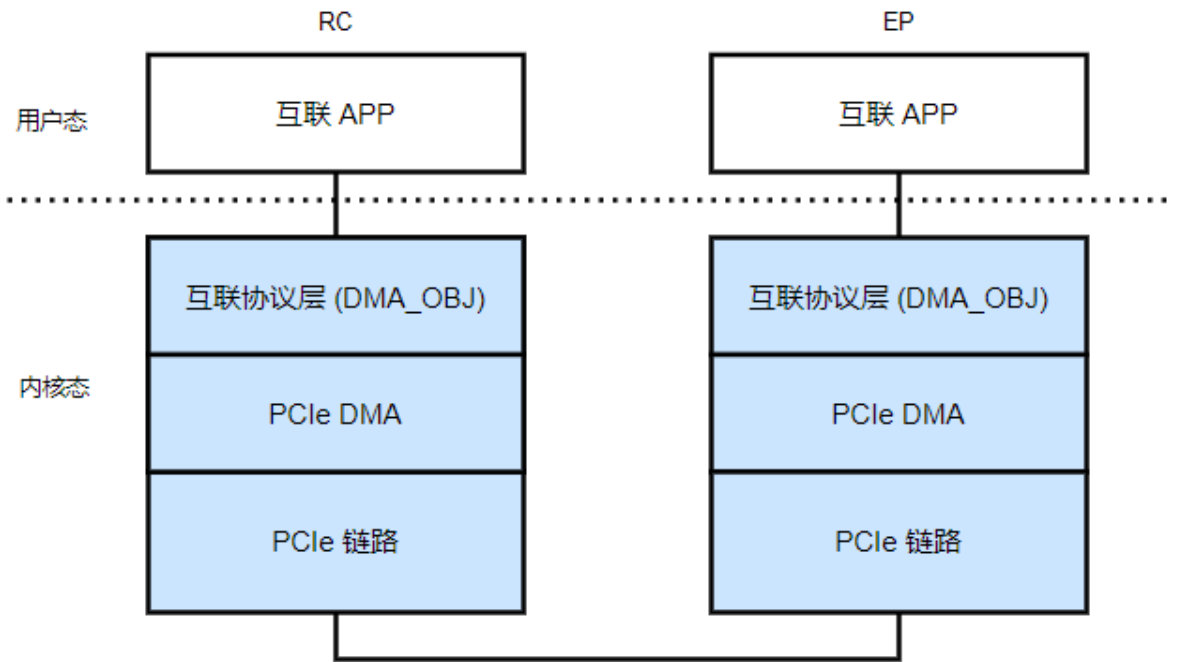 RC
EP
用户态
互联 APP
互联 APP
互联协议层 (DMA_OBJ)
互联协议层 (DMA_OBJ)
内核态
PCIe DMA
PCIe DMA
PCIe 链路
PCIe 链路